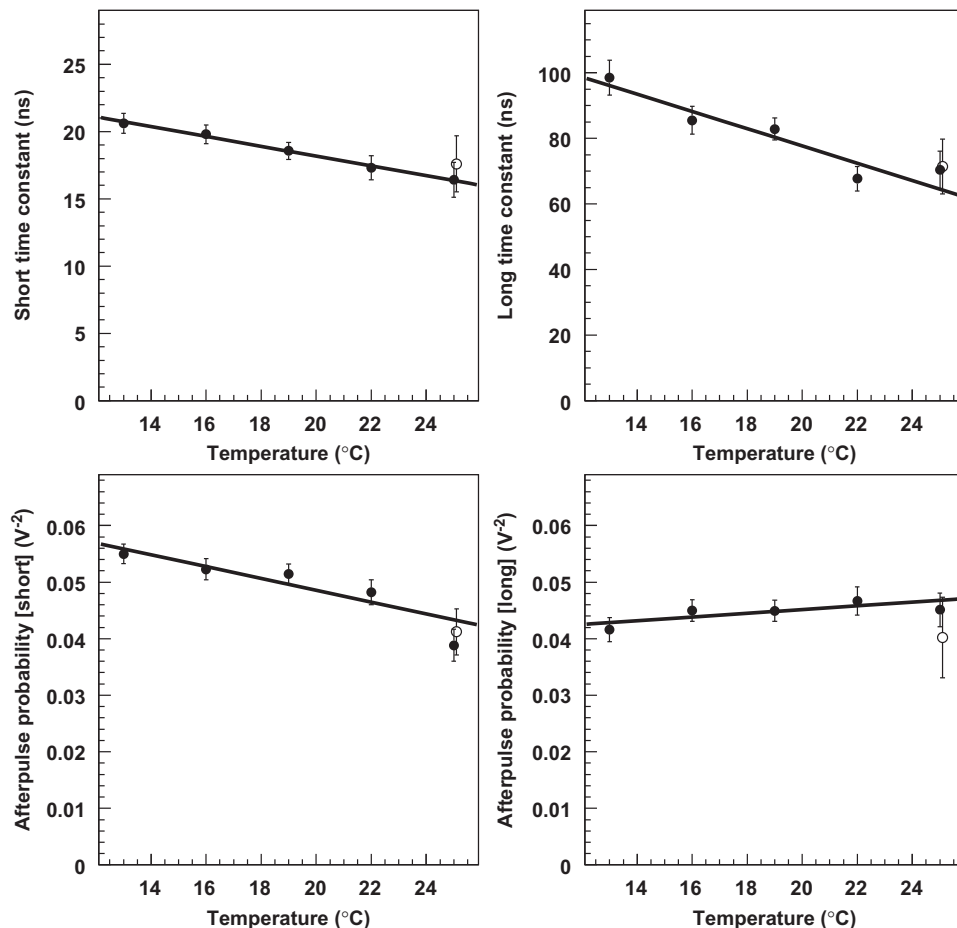 Short time constant (ns)
25
20
15
10
5
0
14 16 18 20 22 24
Temperature (°C)
Long time constant (ns)
100
80
60
40
20
0
14 16 18 20 22 24
Temperature (°C)
Afterpulse probability [short] (V-2)
0.06
0.05
0.04
0.03
0.02
0.01
0
14 16 18 20 22 24
Temperature (°C)
Afterpulse probability [long] (V-2)
0.06
0.05
0.04
0.03
0.02
0.01
0
14 16 18 20 22 24
Temperature (°C)